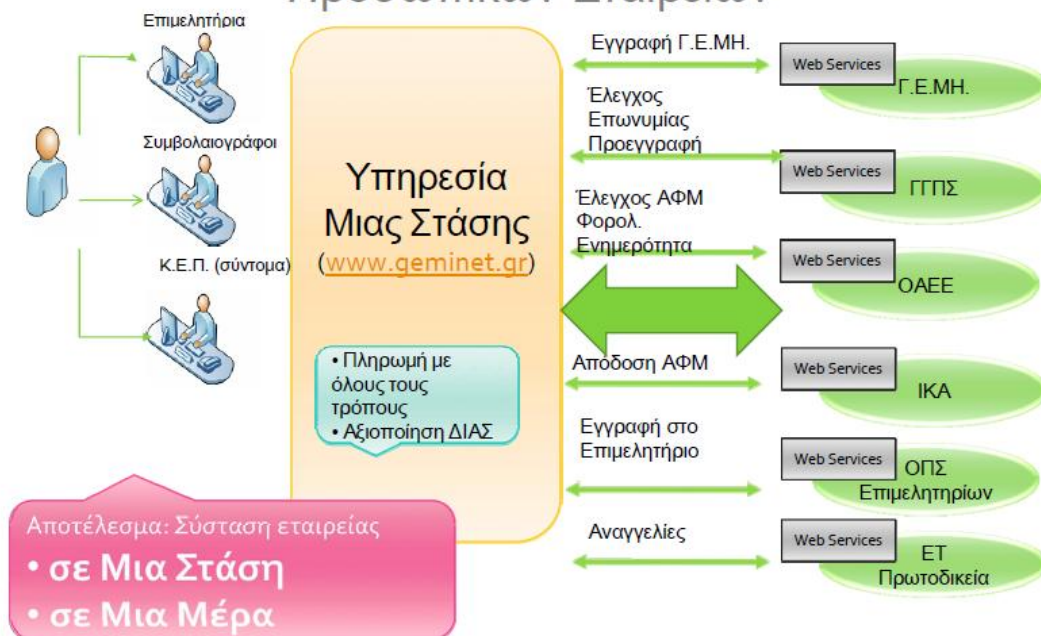 Προσωπικών Εταιρειών
Επιμελητήρια
Συμβολαιογράφοι
Κ.Ε.Π. (σύντομα)
Υπηρεσία
Μιας Στάσης
(www.geminet.gr)
• Πληρωμή με
όλους τους
τρόπους
• Αξιοποίηση ΔΙΑΣ
Αποτέλεσμα: Σύσταση εταιρείας
• σε Μια Στάση
• σε Μια Μέρα
Εγγραφή Γ.Ε.ΜΗ.
Έλεγχος
Επωνυμίας
Προεγγραφή
Έλεγχος ΑΦΜ
Φορολ.
Ενημερότητα
Απόδοση ΑΦΜ
Εγγραφή στο
Επιμελητήριο
Αναγγελίες
Web Services
Γ.Ε.ΜΗ.
Web Services
ΓΓΠΣ
Web Services
ΟΑΕΕ
Web Services
ΙΚΑ
Web Services
ΟΠΣ
Επιμελητηρίων
Web Services
ΕΤ
Πρωτοδικεία